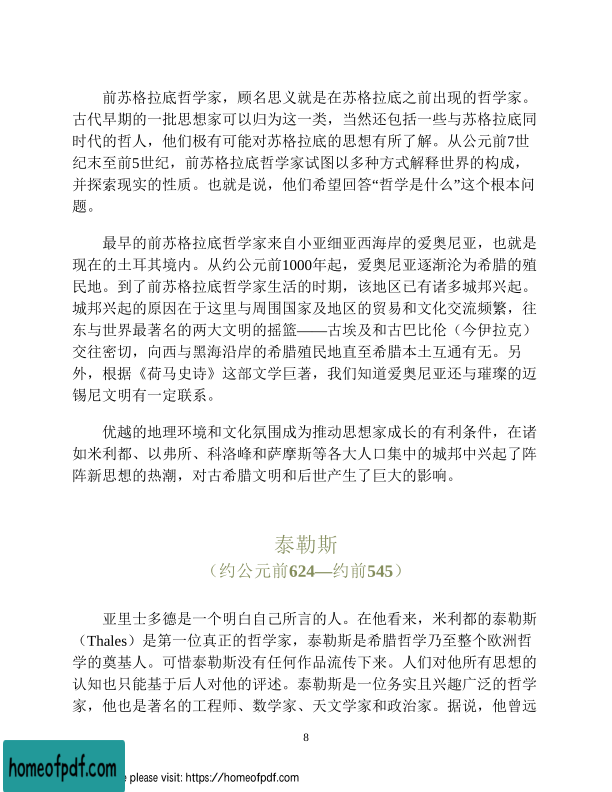 前苏格拉底哲学家，顾名思义就是在苏格拉底之前出现的哲学家。
古代早期的一批思想家可以归为这一类，当然还包括一些与苏格拉底同
时代的哲人，他们极有可能对苏格拉底的思想有所了解。从公元前7世
纪末至前5世纪，前苏格拉底哲学家试图以多种方式解释世界的构成，
并探索现实的性质。也就是说，他们希望回答“哲学是什么”这个根本问
题。
最早的前苏格拉底哲学家来自小亚细亚西海岸的爱奥尼亚，也就是
现在的土耳其境内。从约公元前1000年起，爱奥尼亚逐渐沦为希腊的殖
民地。到了前苏格拉底哲学家生活的时期，该地区已有诸多城邦兴起。
城邦兴起的原因在于这里与周围国家及地区的贸易和文化交流频繁，往
东与世界最著名的两大文明的摇篮——古埃及和古巴比伦（今伊拉克）
交往密切，向西与黑海沿岸的希腊殖民地直至希腊本土互通有无。另
外，根据《荷马史诗》这部文学巨著，我们知道爱奥尼亚还与璀璨的迈
锡尼文明有一定联系。
优越的地理环境和文化氛围成为推动思想家成长的有利条件，在诸
如米利都、以弗所、科洛峰和萨摩斯等各大人口集中的城邦中兴起了阵
阵新思想的热潮，对古希腊文明和后世产生了巨大的影响。
泰勒斯
（约公元前624—约前545）
亚里士多德是一个明白自己所言的人。在他看来，米利都的泰勒斯
（Thales）是第一位真正的哲学家，泰勒斯是希腊哲学乃至整个欧洲哲
学的奠基人。可惜泰勒斯没有任何作品流传下来。人们对他所有思想的
认知也只能基于后人对他的评述。泰勒斯是一位务实且兴趣广泛的哲学
家，他也是著名的工程师、数学家、天文学家和政治家。据说，他曾远
8
homeofpdf.com
please visit: https://homeofpdf.com